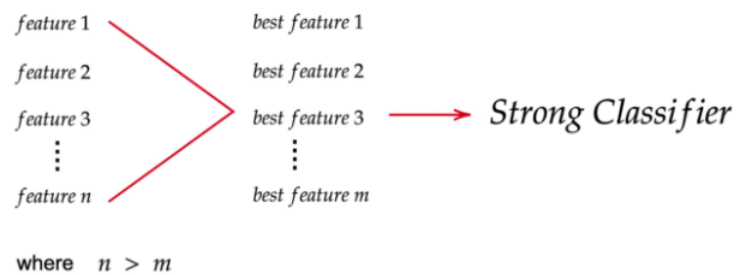 feature 1
feature 2
feature 3
feature n
best feature 1
best feature 2
best feature 3
best feature m
Strong Classifier
where n > m